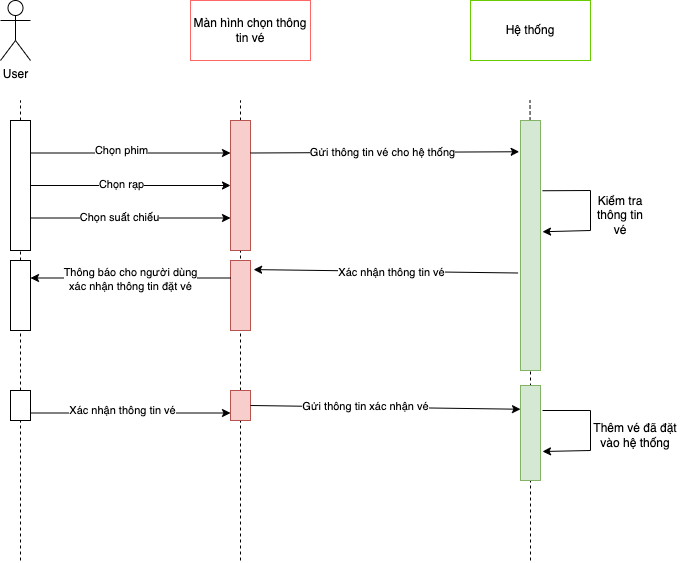 Màn hình chọn thông
tin vé
Hệ thống
User
Chọn phim
Gửi thông tin vé cho hệ thống
Chọn rạp
Kiểm tra
thông tin
vé
Chọn suất chiếu
Thông báo cho người dùng
xác nhận thông tin đặt vé
Xác nhận thông tin vé
Xác nhận thông tin vé
Gửi thông tin xác nhận vé
Thêm vé đã đặt
vào hệ thống